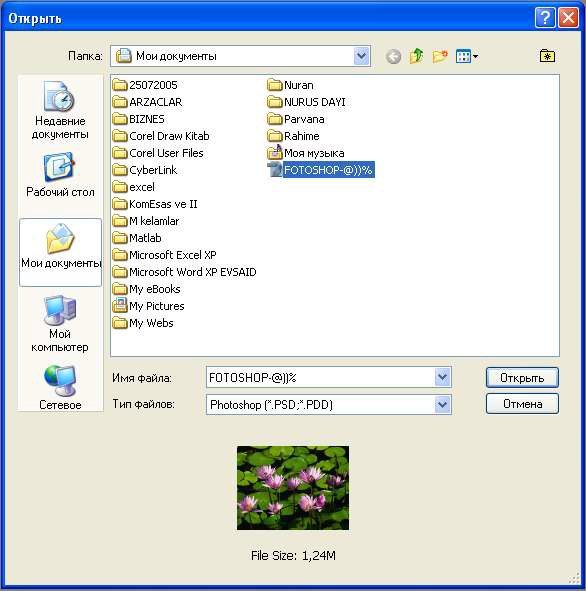 Открыть
Папка: Мои документы
Недавние
документы
Рабочий стол
Мои документы
Мой
компьютер
Сетевое
25072005
ARZACLAR
BIZNES
Corel Draw Kitab
Corel User Files
CyberLink
excel
KomEsas ve II
M kelamlar
Matlab
Microsoft Excel XP
Microsoft Word XP EVSAID
My eBooks
My Pictures
My Webs
Nuran
NURUS DAYI
Parvana
Rahime
Моя музыка
FOTOSHOP-@))%
Имя файла: FOTOSHOP-@))% Открыть
Тип файлов: Photoshop (*.PSD;*.PDD) Отмена
File Size: 1,24M